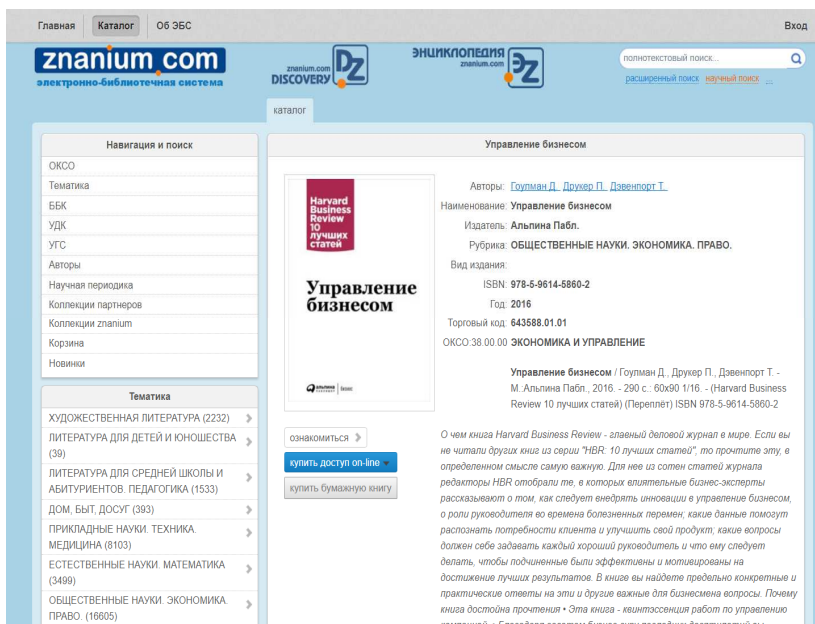 Главная Каталог Об ЭБС Вход
znanium.com
электронно-библиотечная система
znanium.com
DISCOVERY
DZ
ЭНЦИКЛОПЕДИЯ
znanium.com
полнотекстовый поиск...
расширенный поиск научный поиск ...
каталог
Навигация и поиск
ОКСО
Тематика
ББК
УДК
УГС
Авторы
Научная периодика
Коллекции партнеров
Коллекции znanium
Корзина
Новинки
Тематика
ХУДОЖЕСТВЕННАЯ ЛИТЕРАТУРА (2232)
ЛИТЕРАТУРА ДЛЯ ДЕТЕЙ И ЮНОШЕСТВА
(39)
ЛИТЕРАТУРА ДЛЯ СРЕДНЕЙ ШКОЛЫ И
АБИТУРИЕНТОВ. ПЕДАГОГИКА (1533)
ДОМ, БЫТ, ДОСУГ (393)
ПРИКЛАДНЫЕ НАУКИ. ТЕХНИКА.
МЕДИЦИНА (8103)
ЕСТЕСТВЕННЫЕ НАУКИ. МАТЕМАТИКА
(3499)
ОБЩЕСТВЕННЫЕ НАУКИ. ЭКОНОМИКА.
ПРАВО. (16605)
Управление бизнесом
Harvard
Business
Review
10
лучших
статей
Управление
бизнесом
ознакомиться
купить доступ on-line
купить бумажную книгу
Авторы: Гоулман Д., Друкер П., Дэвенпорт Т.
Наименование: Управление бизнесом
Издатель: Альпина Пабл.
Рубрика: ОБЩЕСТВЕННЫЕ НАУКИ. ЭКОНОМИКА. ПРАВО.
Вид издания:
ISBN: 978-5-9614-5860-2
Год: 2016
Торговый код: 643588.01.01
ОКСО:38.00.00 ЭКОНОМИКА И УПРАВЛЕНИЕ
Управление бизнесом / Гоулман Д., Друкер П., Дэвенпорт Т. -
М.:Альпина Пабл., 2016. - 290 с.: 60x90 1/16. - (Harvard Business
Review 10 лучших статей) (Переплёт) ISBN 978-5-9614-5860-2
О чем книга Harvard Business Review - главный деловой журнал в мире. Если вы
не читали других книг из серии "HBR: 10 лучших статей", то прочтите эту, в
определенном смысле самую важную. Для нее из сотен статей журнала
редакторы HBR отобрали те, в которых влиятельные бизнес-эксперты
рассказывают о том, как следует внедрять инновации в управление бизнесом,
о роли руководителя во времена болезненных перемен; какие данные помогут
распознать потребности клиента и улучшить свой продукт; какие вопросы
должен себе задавать каждый хороший руководитель и что ему следует
делать, чтобы подчиненные были эффективны и мотивированы на
достижение лучших результатов. В книге вы найдете предельно конкретные и
практические ответы на эти и другие важные для бизнесмена вопросы. Почему
книга достойна прочтения • Эта книга - квинтэссенция работ по управлению